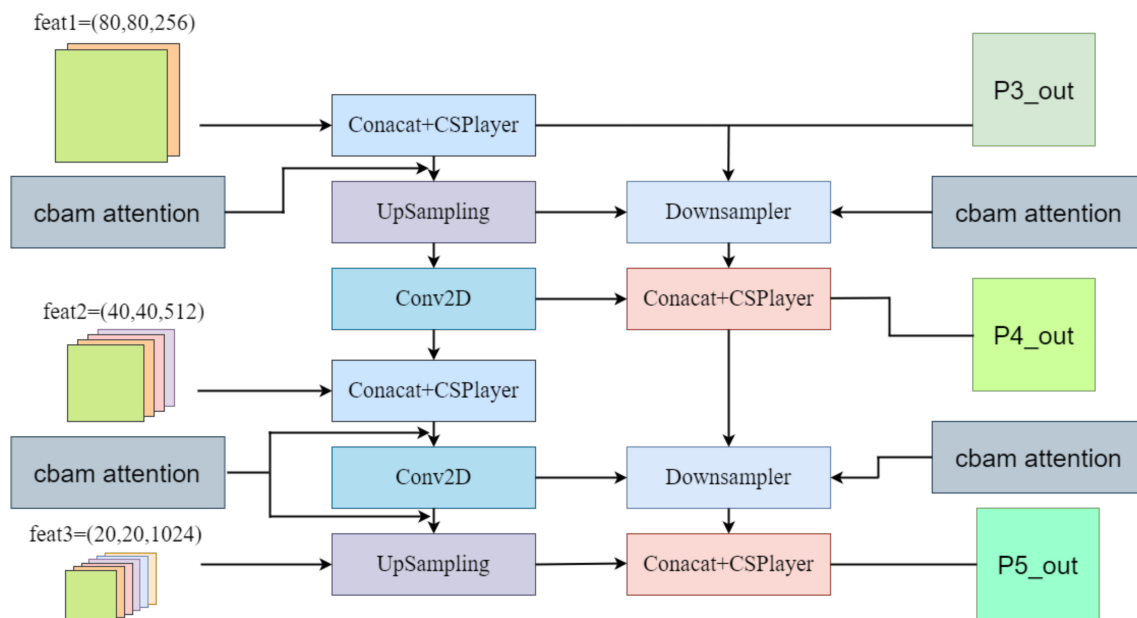 feat1=(80,80,256)
P3_out
Conacat+CSPlayer
cbam attention
UpSampling
Downsampler
cbam attention
Conv2D
Conacat+CSPlayer
feat2=(40,40,512)
P4_out
Conacat+CSPlayer
cbam attention
Conv2D
Downsampler
cbam attention
feat3=(20,20,1024)
UpSampling
Conacat+CSPlayer
P5_out